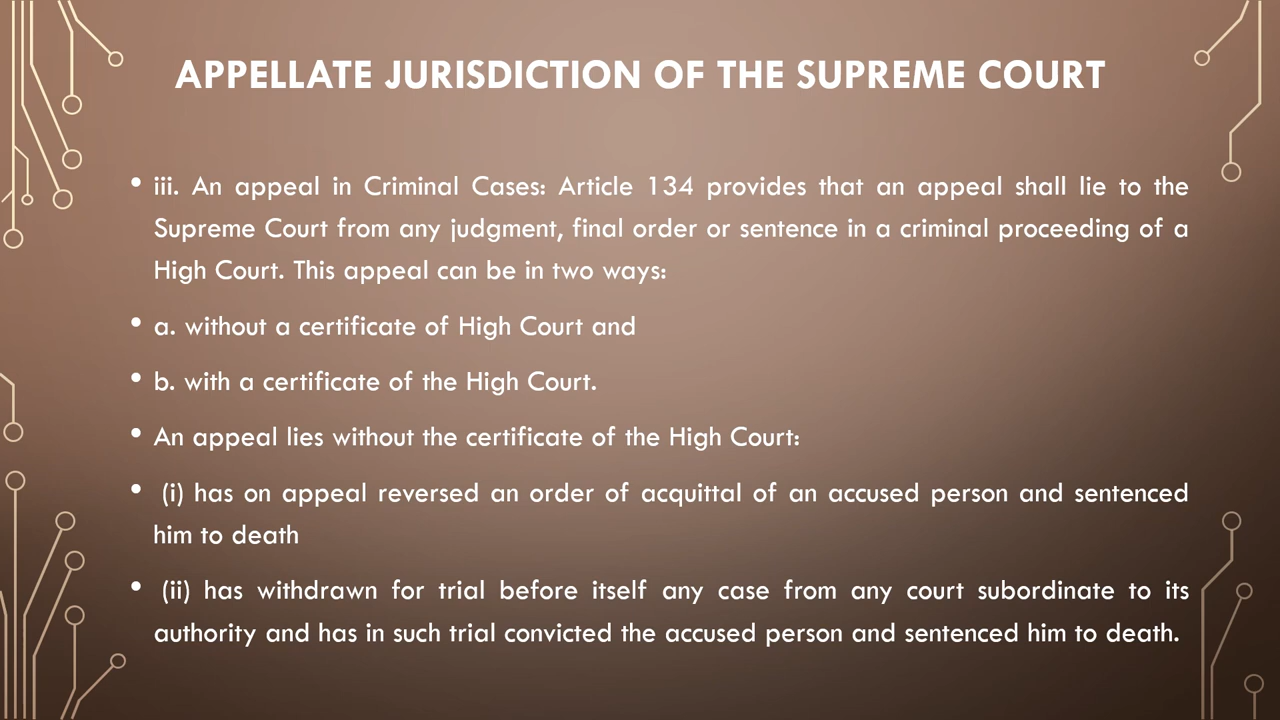 APPELLATE JURISDICTION OF THE SUPREME COURT
• iii. An appeal in Criminal Cases: Article 134 provides that an appeal shall lie to the
Supreme Court from any judgment, final order or sentence in a criminal proceeding of a
High Court. This appeal can be in two ways:
• a. without a certificate of High Court and
• b. with a certificate of the High Court.
• An appeal lies without the certificate of the High Court:
• (i) has on appeal reversed an order of acquittal of an accused person and sentenced
him to death
• (ii) has withdrawn for trial before itself any case from any court subordinate to its
authority and has in such trial convicted the accused person and sentenced him to death.